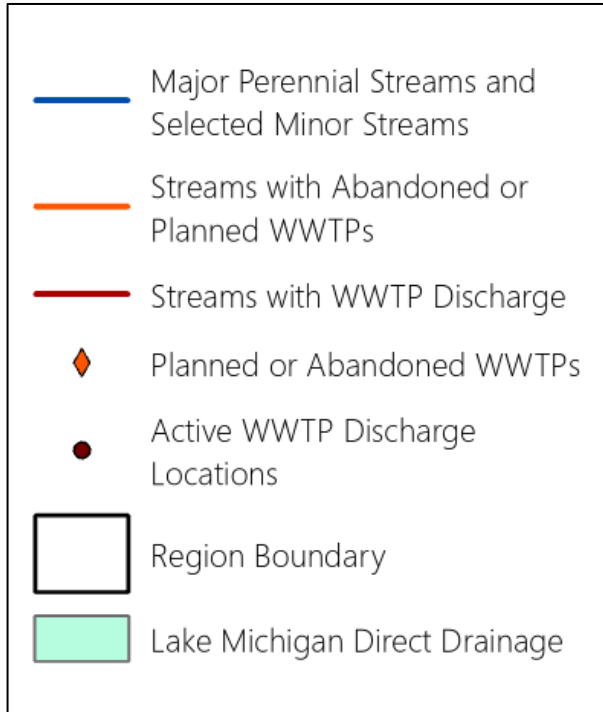 Major Perennial Streams and
Selected Minor Streams
Streams with Abandoned or
Planned WWTPs
Streams with WWTP Discharge
Planned or Abandoned WWTPs
Active WWTP Discharge
Locations
Region Boundary
Lake Michigan Direct Drainage